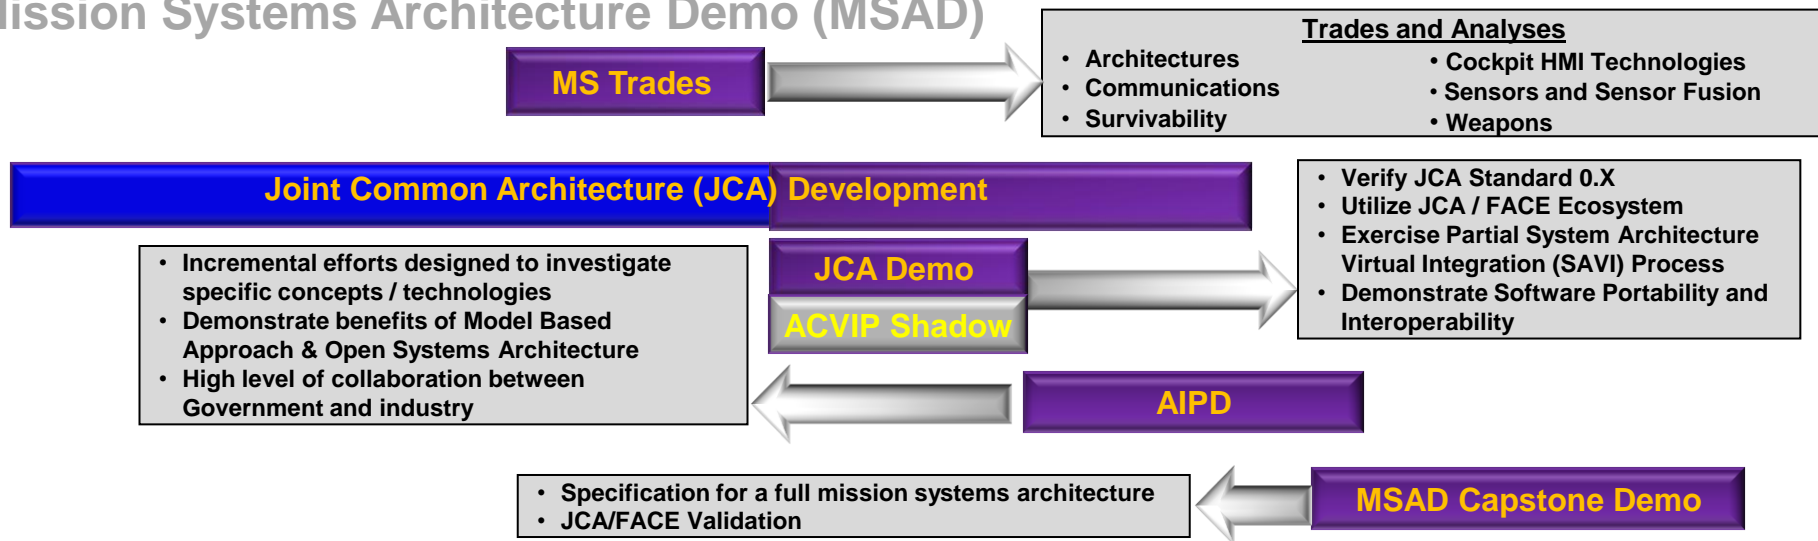 ission Systems Architecture Demo (MSAD)
MS Trades
Trades and Analyses
• Architectures
• Communications
• Survivability
• Cockpit HMI Technologies
• Sensors and Sensor Fusion
• Weapons
Joint Common Architecture (JCA) Development
• Verify JCA Standard 0.X
• Utilize JCA / FACE Ecosystem
• Exercise Partial System Architecture
Virtual Integration (SAVI) Process
• Demonstrate Software Portability and
Interoperability
JCA Demo
ACVIP Shadow
• Incremental efforts designed to investigate
specific concepts / technologies
• Demonstrate benefits of Model Based
Approach & Open Systems Architecture
• High level of collaboration between
Government and industry
AIPD
• Specification for a full mission systems architecture
• JCA/FACE Validation
MSAD Capstone Demo